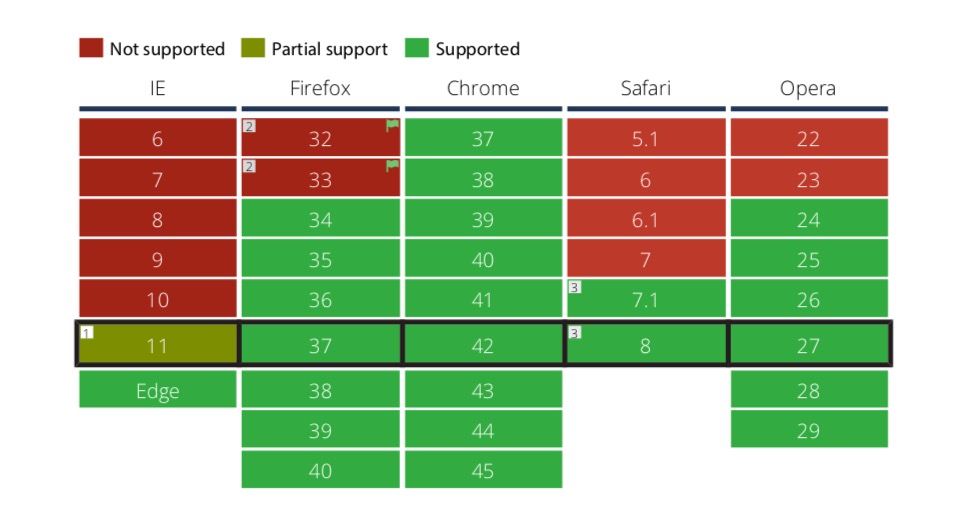 Not supported Partial support Supported
IE Firefox Chrome Safari Opera
6 2 32 37 5.1 22
7 2 33 38 6 23
8 34 39 6.1 24
9 35 40 7 25
10 36 41 3 7.1 26
1 11 37 42 3 8 27
Edge 38 43 28
39 44 29
40 45